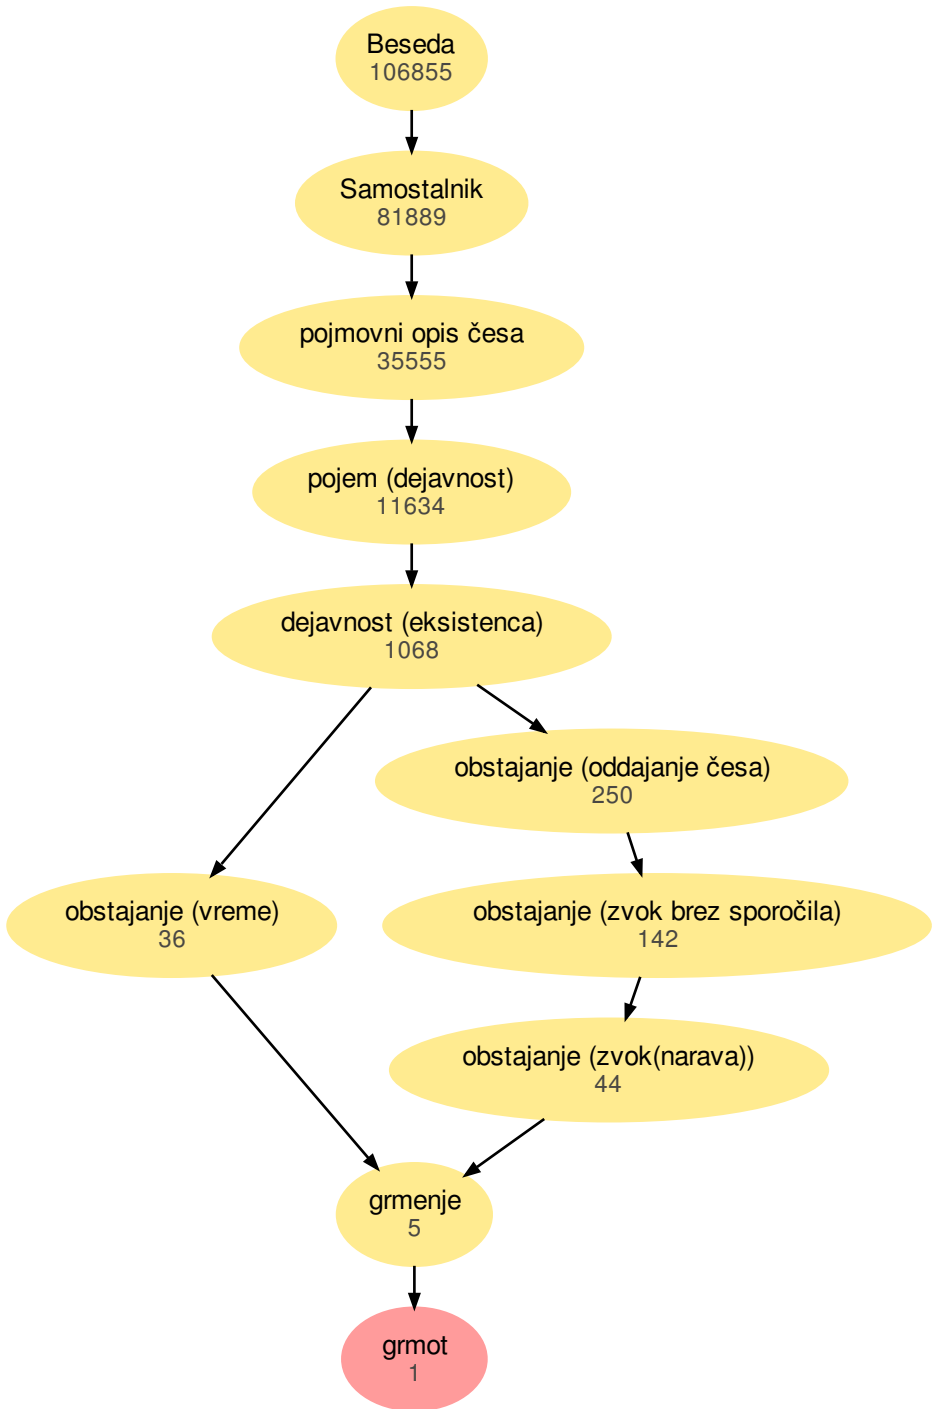 Beseda
106855
Samostalnik
81889
pojmovni opis česa
35555
pojem (dejavnost)
11634
dejavnost (eksistenca)
1068
obstajanje (oddajanje česa)
250
obstajanje (vreme)
36
obstajanje (zvok brez sporočila)
142
obstajanje (zvok(narava))
44
grmenje
5
grmot
1